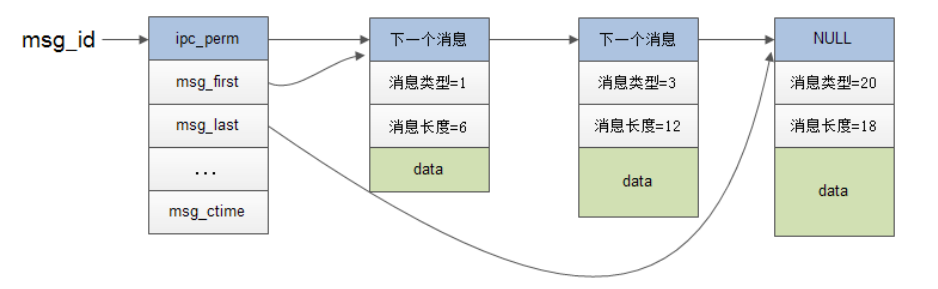 msg_id
ipc_perm
msg_first
msg_last
...
msg_ctime
下一个消息
消息类型=1
消息长度=6
data
下一个消息
消息类型=3
消息长度=12
data
NULL
消息类型=20
消息长度=18
data